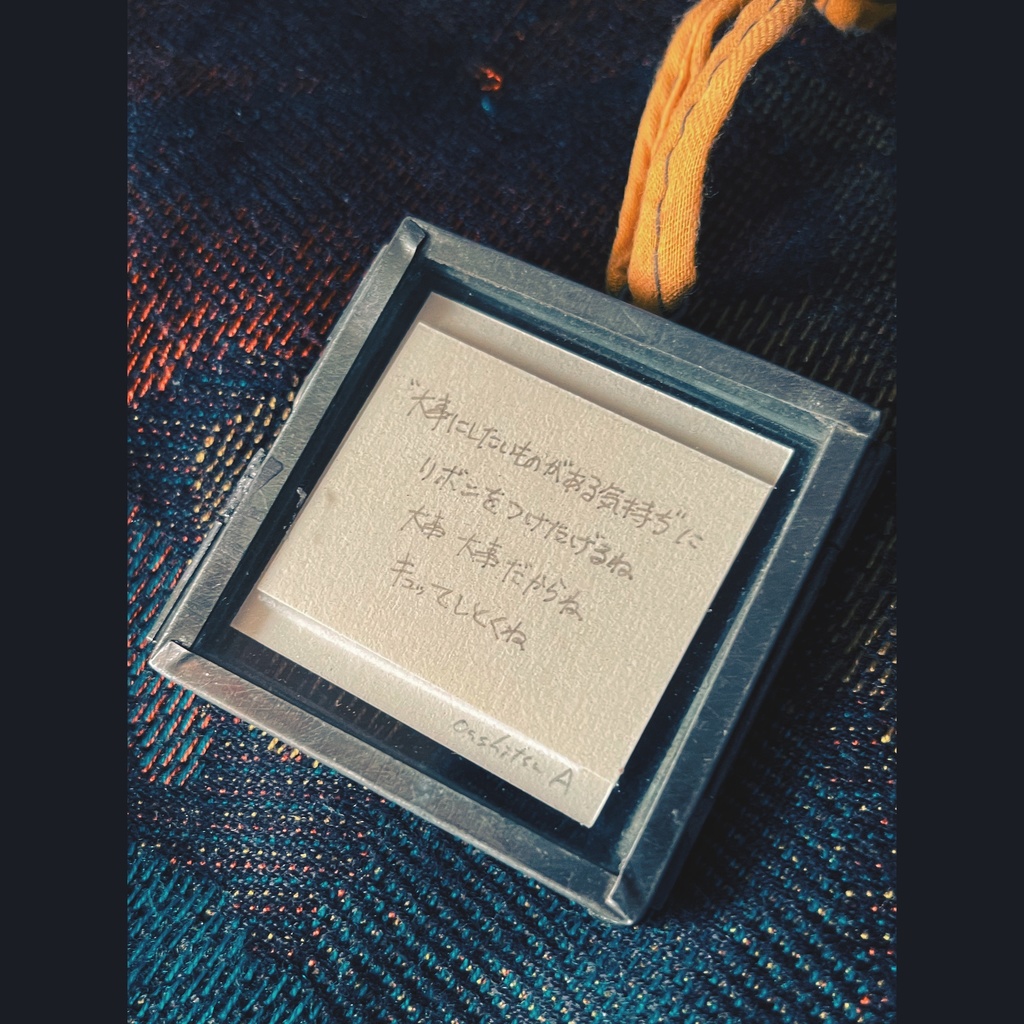 "大事にしたいものがある気持ち"に
リボンをつけたげるね
大事 大事だからね
キュッてしとくね
Osshitsu A